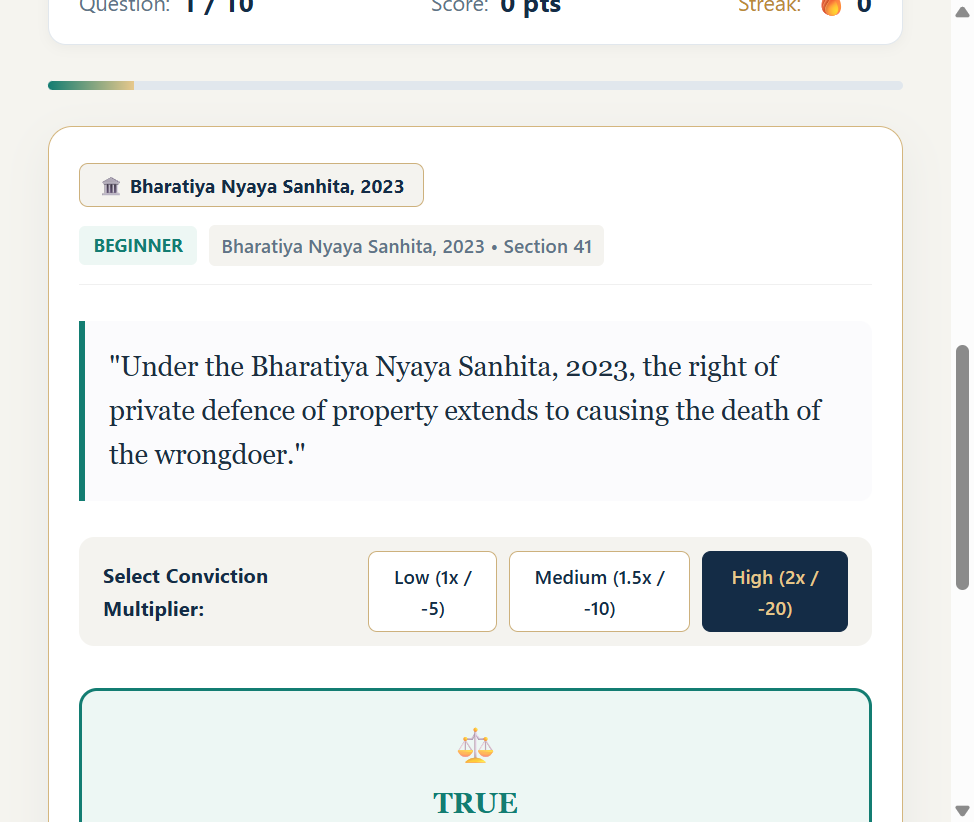 Question: 1 / 10 Score: 0 pts Streak: 🔥 0
🏛️ Bharatiya Nyaya Sanhita, 2023
BEGINNER Bharatiya Nyaya Sanhita, 2023 • Section 41
"Under the Bharatiya Nyaya Sanhita, 2023, the right of
private defence of property extends to causing the death of
the wrongdoer."
Select Conviction
Multiplier:
Low (1x /
-5)
Medium (1.5x /
-10)
High (2x /
-20)
TRUE